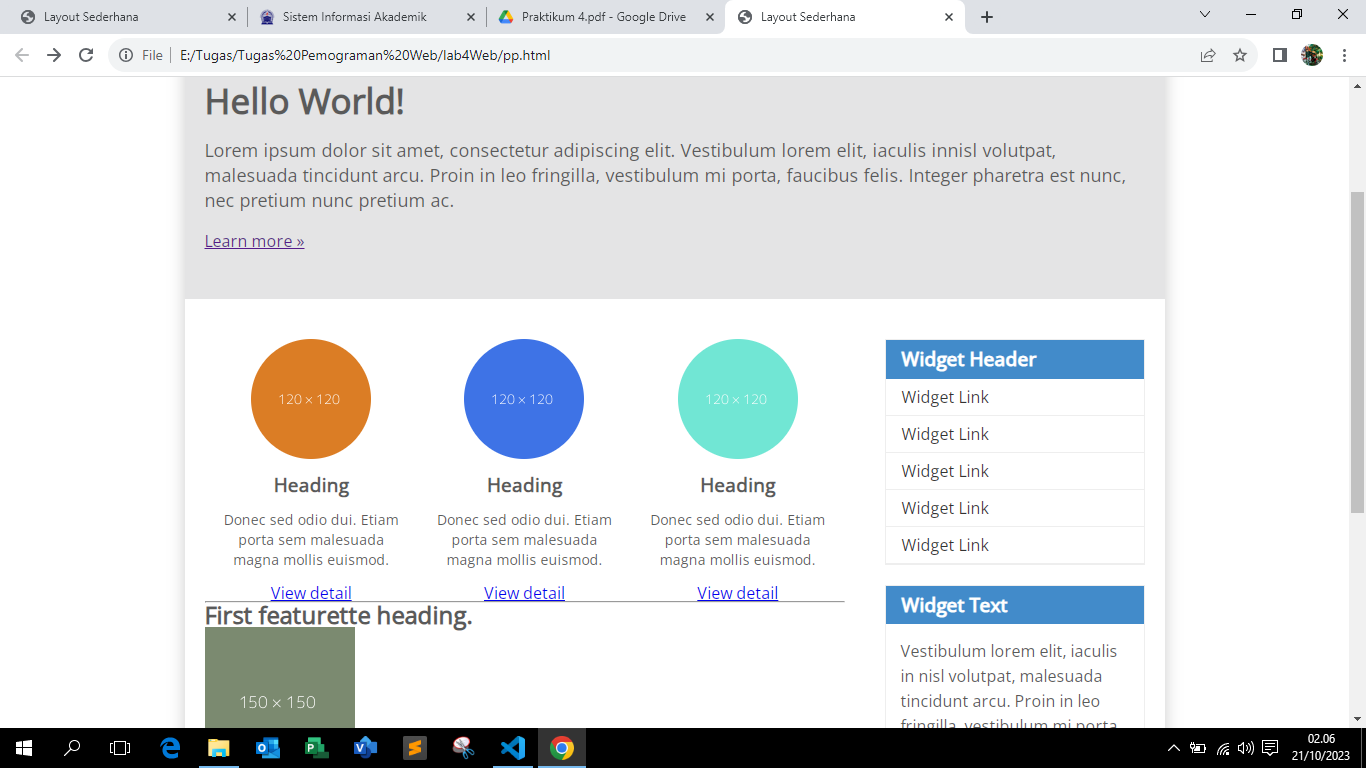 Layout Sederhana
Sistem Informasi Akademik
Praktikum 4.pdf - Google Drive
Layout Sederhana
File
E:/Tugas/Tugas%20Pemograman%20Web/lab4Web/pp.html
Hello World!
Lorem ipsum dolor sit amet, consectetur adipiscing elit. Vestibulum lorem elit, iaculis innisl volutpat,
malesuada tincidunt arcu. Proin in leo fringilla, vestibulum mi porta, faucibus felis. Integer pharetra est nunc,
nec pretium nunc pretium ac.
Learn more »
120 × 120
Heading
Donec sed odio dui. Etiam
porta sem malesuada
magna mollis euismod.
View detail
120 × 120
Heading
Donec sed odio dui. Etiam
porta sem malesuada
magna mollis euismod.
View detail
120 × 120
Heading
Donec sed odio dui. Etiam
porta sem malesuada
magna mollis euismod.
View detail
First featurette heading.
150 × 150
Widget Header
Widget Link
Widget Link
Widget Link
Widget Link
Widget Link
Widget Text
Vestibulum lorem elit, iaculis
in nisl volutpat, malesuada
tincidunt arcu. Proin in leo
fringilla, vestibulum mi porta
02.06
21/10/2023